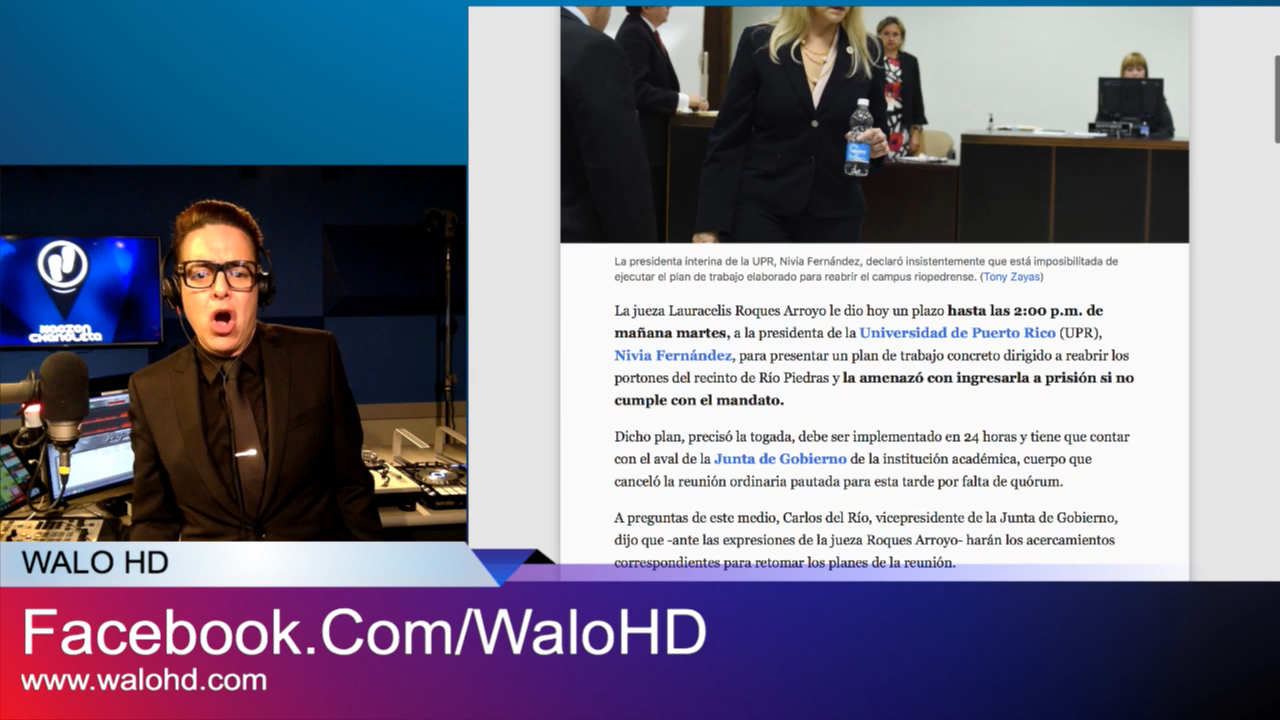 NACION
CHANCLETA
La presidenta interina de la UPR, Nivia Fernández, declaró insistentemente que está imposibilitada de
ejecutar el plan de trabajo elaborado para reabrir el campus riopedrense. (Tony Zayas)
La jueza Lauracelis Roques Arroyo le dio hoy un plazo hasta las 2:00 p.m. de
mañana martes, a la presidenta de la Universidad de Puerto Rico (UPR),
Nivia Fernández, para presentar un plan de trabajo concreto dirigido a reabrir los
portones del recinto de Río Piedras y la amenazó con ingresarla a prisión si no
cumple con el mandato.
Dicho plan, precisó la togada, debe ser implementado en 24 horas y tiene que contar
con el aval de la Junta de Gobierno de la institución académica, cuerpo que
canceló la reunión ordinaria pautada para esta tarde por falta de quórum.
A preguntas de este medio, Carlos del Río, vicepresidente de la Junta de Gobierno,
dijo que -ante las expresiones de la jueza Roques Arroyo- harán los acercamientos
correspondientes para retomar los planes de la reunión.
WALO HD
Facebook.Com/WaloHD
www.walohd.com